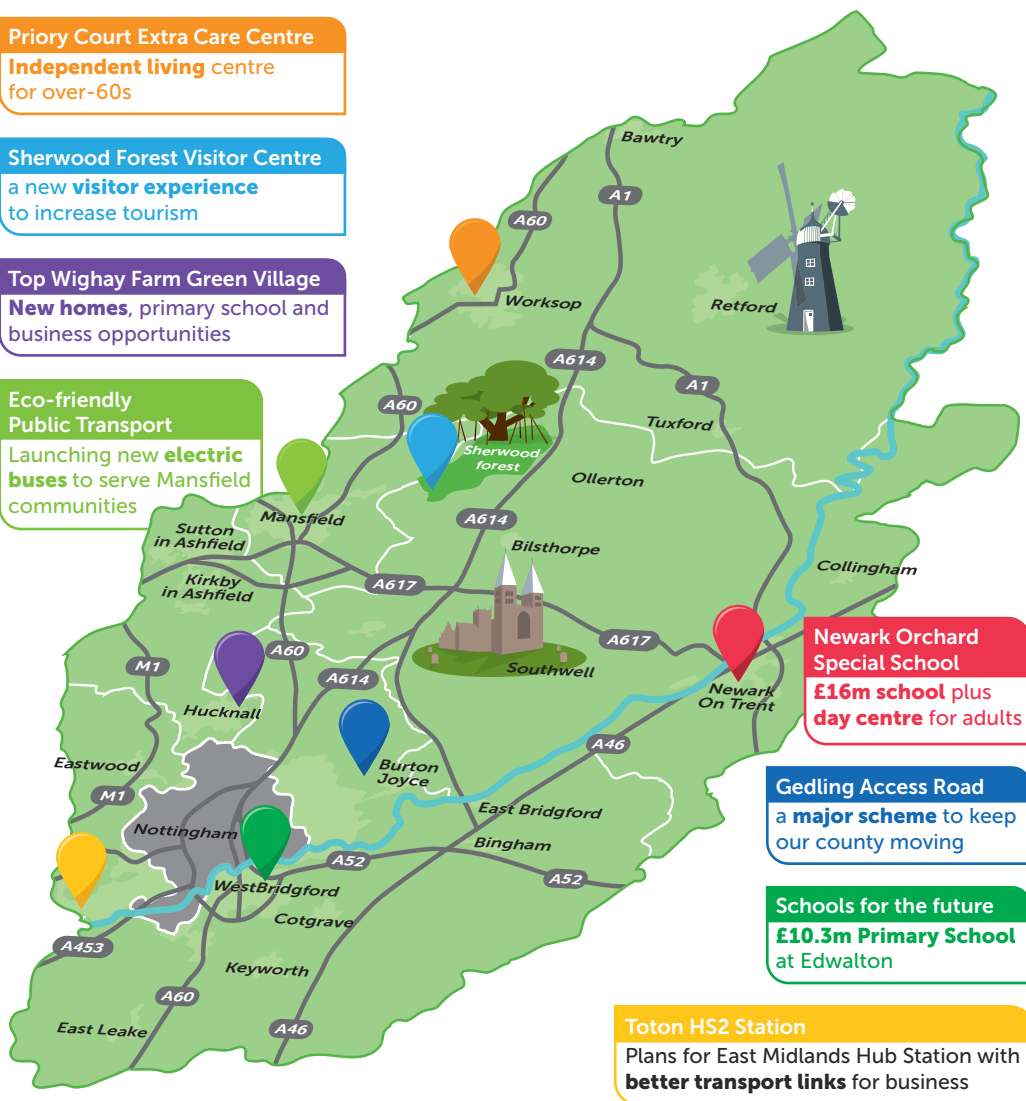 Priory Court Extra Care Centre
Independent living centre
for over-60s
Sherwood Forest Visitor Centre
a new visitor experience
to increase tourism
Top Wighay Farm Green Village
New homes, primary school and
business opportunities
Eco-friendly
Public Transport
Launching new electric
buses to serve Mansfield
communities
Bawtry
A1
A60
Worksop
Retford
A614
A1
A60
Tuxford
Sherwood
forest
Ollerton
Mansfield
A614
Sutton
in Ashfield
Bilsthorpe
Collingham
Kirkby
in Ashfield
A617
A617
Southwell
A60
M1
A614
Newark
On Trent
Hucknall
A46
Eastwood
Burton
Joyce
M1
East Bridgford
Nottingham
Bingham
A52
A52
WestBridgford
Cotgrave
A453
Keyworth
A60
East Leake
A46
Newark Orchard
Special School
£16m school plus
day centre for adults
Gedling Access Road
a major scheme to keep
our county moving
Schools for the future
£10.3m Primary School
at Edwalton
Toton HS2 Station
Plans for East Midlands Hub Station with
better transport links for business